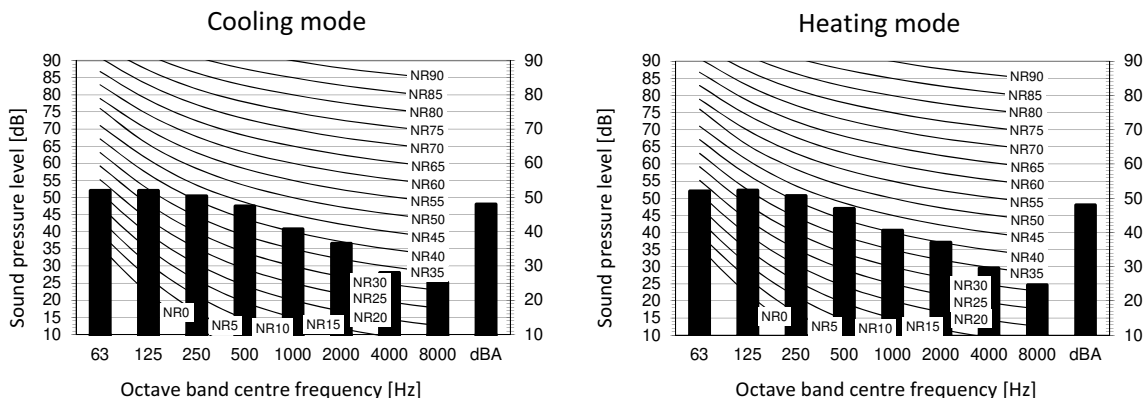 Cooling mode
Sound pressure level [dB]
90
85
80
75
70
65
60
55
50
45
40
35
30
25
20
15
10
NR90
NR85
NR80
NR75
NR70
NR65
NR60
NR55
NR50
NR45
NR40
NR35
NR30
NR25
NR20
NR0
NR5
NR10
NR15
90
80
70
60
50
40
30
20
10
63 125 250 500 1000 2000 4000 8000 dBA
Octave band centre frequency [Hz]
Heating mode
Sound pressure level [dB]
90
85
80
75
70
65
60
55
50
45
40
35
30
25
20
15
10
NR90
NR85
NR80
NR75
NR70
NR65
NR60
NR55
NR50
NR45
NR40
NR35
NR30
NR25
NR20
NR0
NR5
NR10
NR15
90
80
70
60
50
40
30
20
10
63 125 250 500 1000 2000 4000 8000 dBA
Octave band centre frequency [Hz]